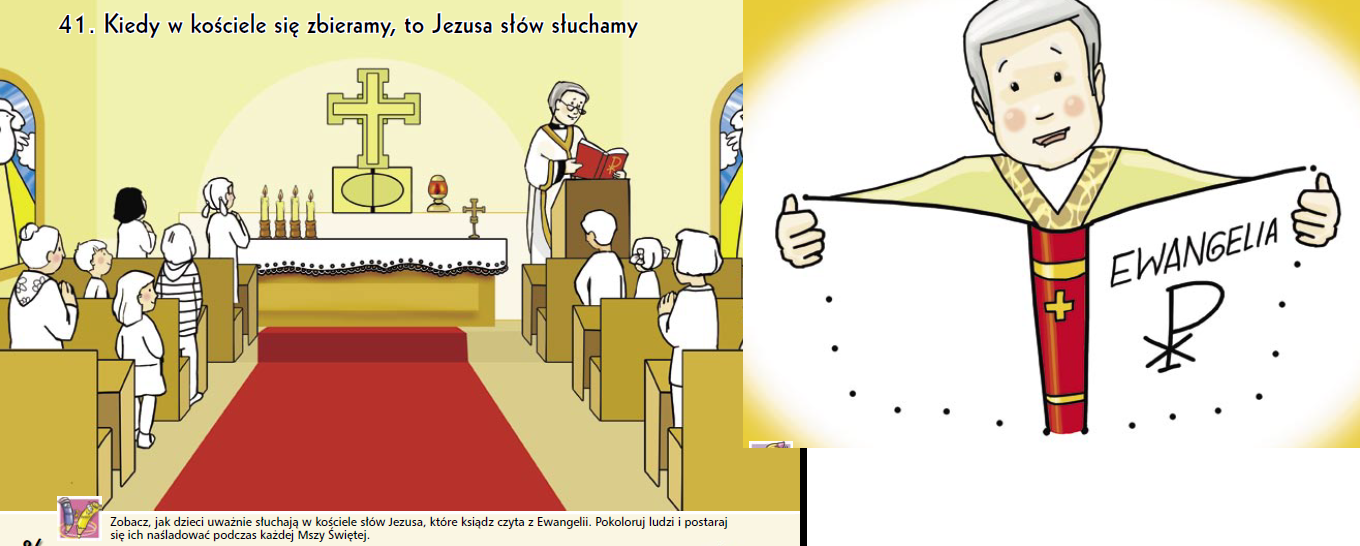 41. Kiedy w kościele się zbieramy, to Jezusa słów słuchamy
EWANGELIA
Zobacz, jak dzieci uważnie słuchają w kościele słów Jezusa, które ksiądz czyta z Ewangelii. Pokoloruj ludzi i postaraj
się ich naśladować podczas każdej Mszy Świętej.